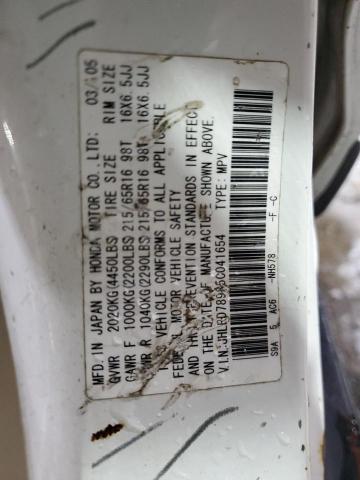 MFD. IN JAPAN BY HONDA MOTOR CO., LTD. 03/05
GVWR 2020KG(4450LBS) TIRE SIZE RIM SIZE
GAWR F 1000KG(2200LBS) 215/65R16 98T 16X6.5JJ
GAWR R 1040KG(2290LBS) 215/65R16 98T 16X6.5JJ
THIS VEHICLE CONFORMS TO ALL APPLICABLE
FEDERAL MOTOR VEHICLE SAFETY
AND THEFT PREVENTION STANDARDS IN EFFECT
ON THE DATE OF MANUFACTURE SHOWN ABOVE.
V.I.N.: TYPE: MPV
S9A 5 AC6 -NH578 -F -C